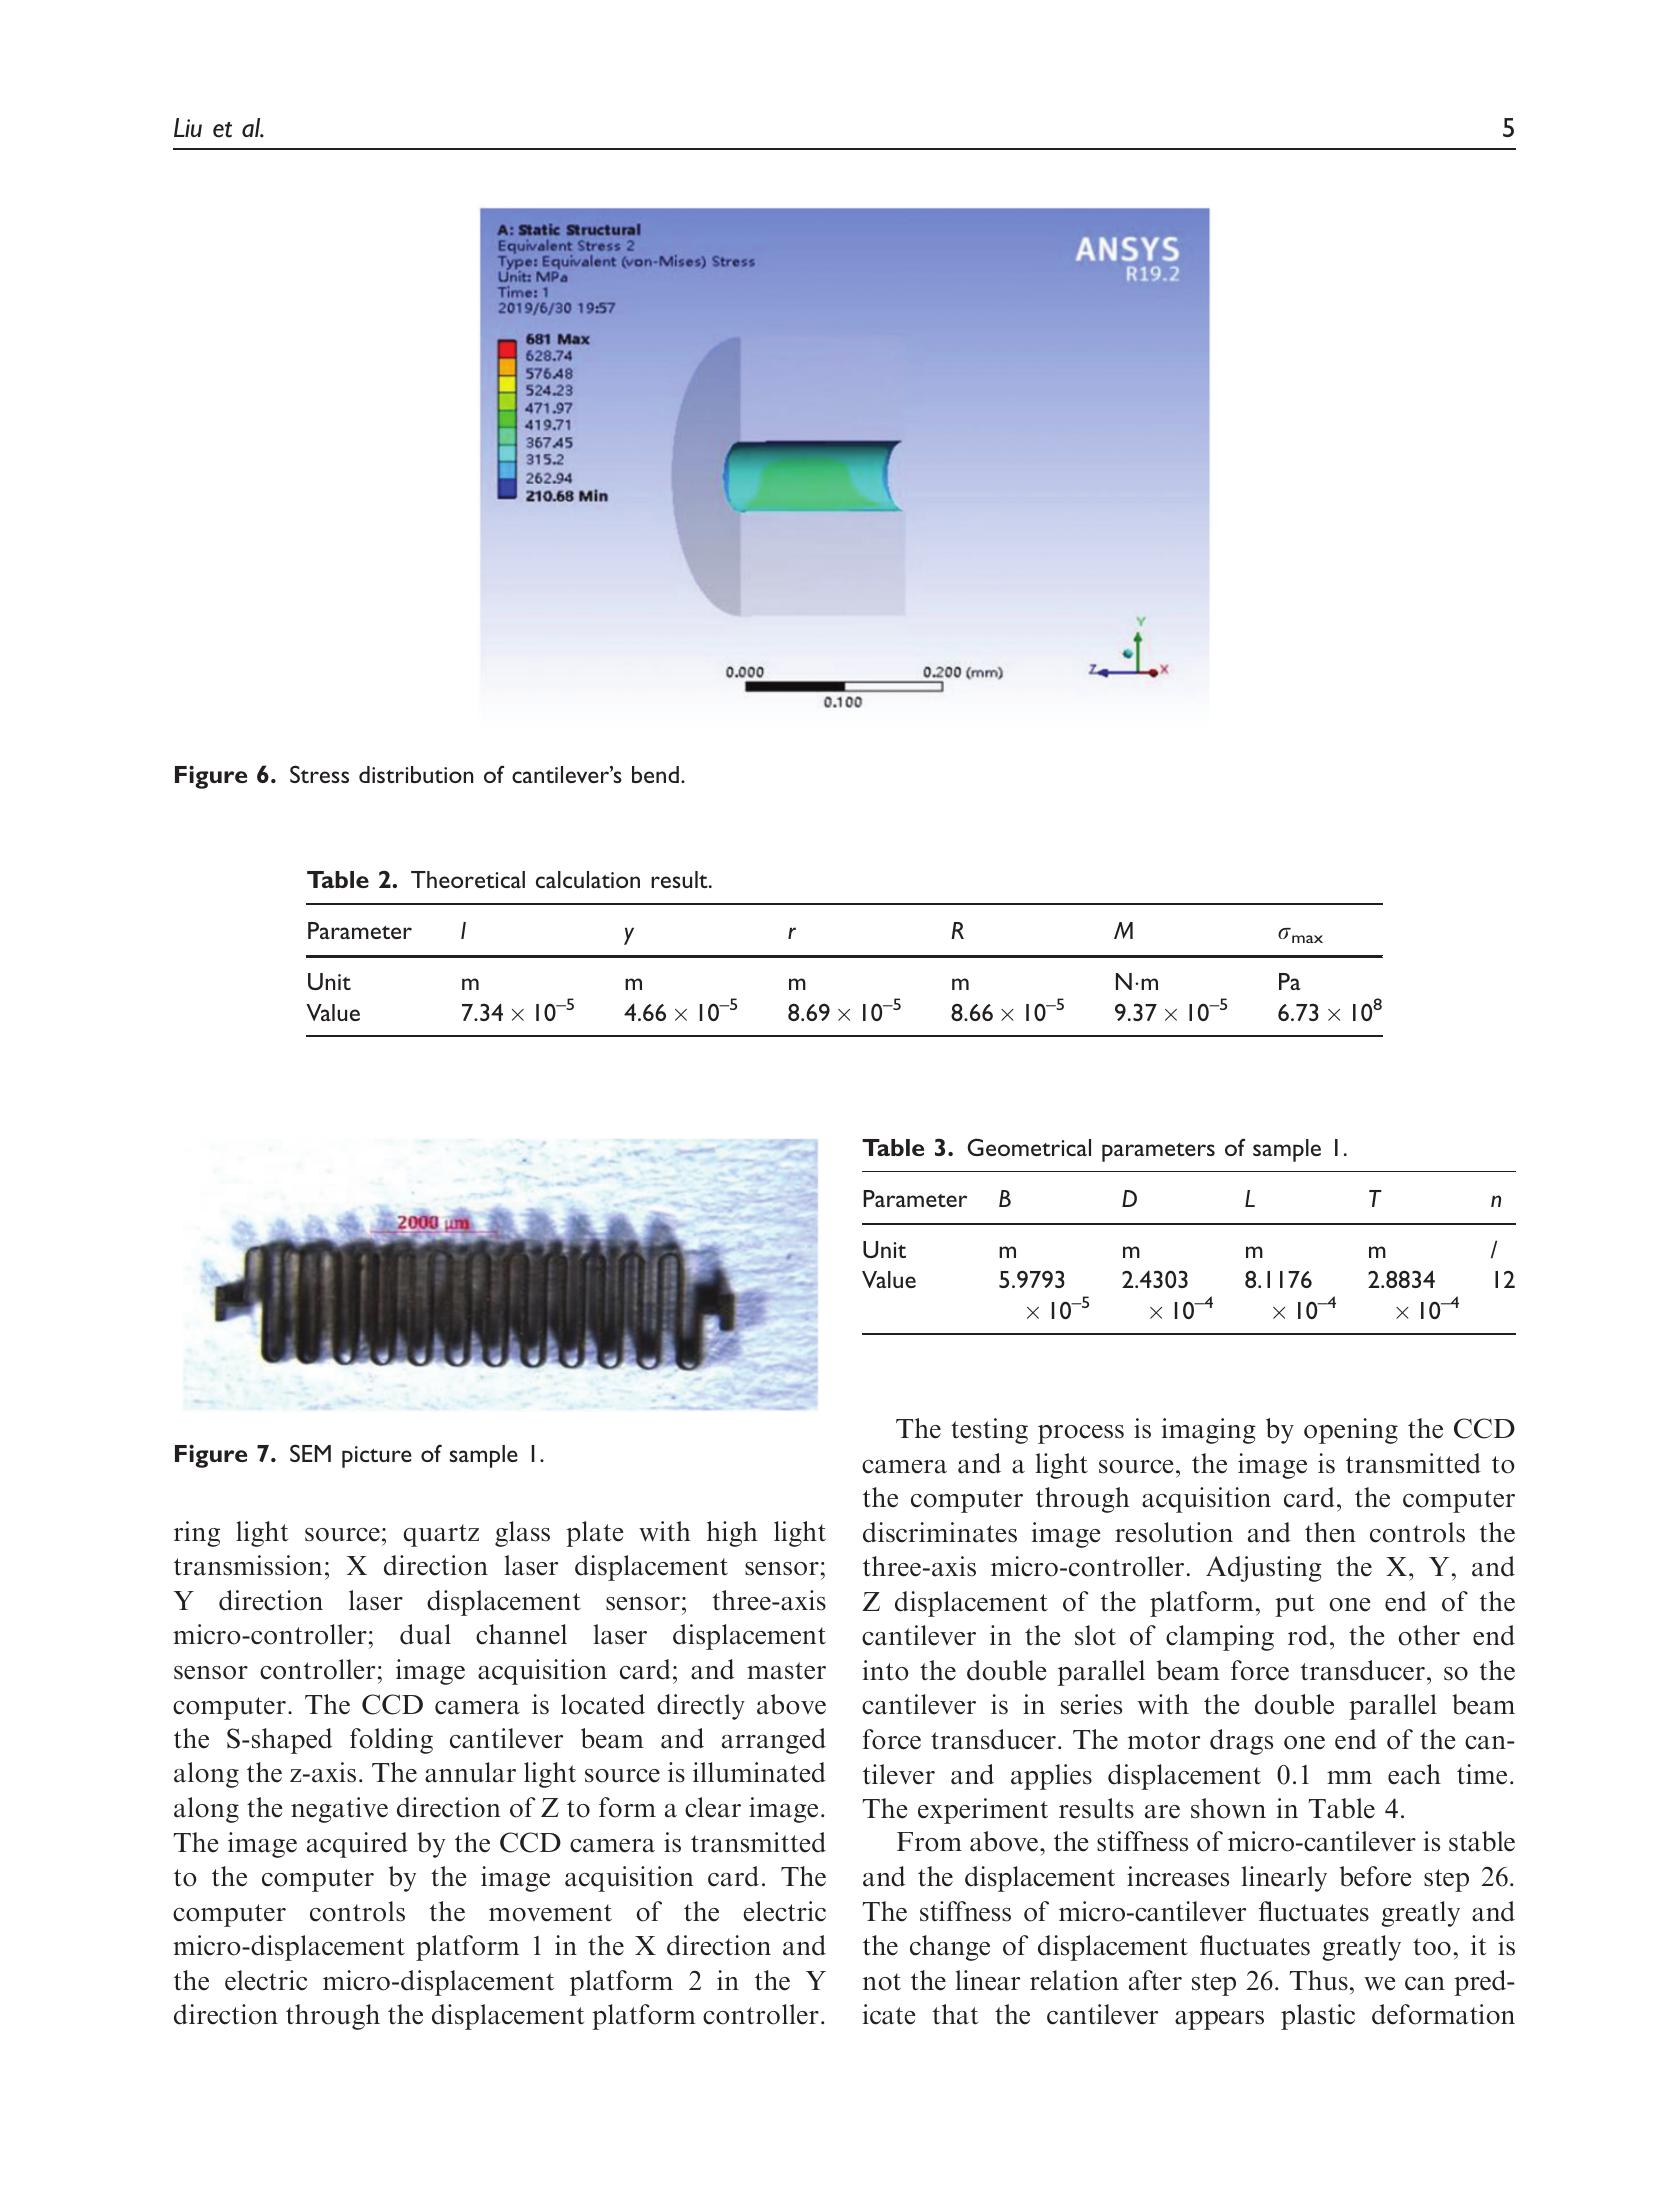 Liu et al.
5
A: Static Structural
Equivalent Stress 2
Type: Equivalent (von-Mises) Stress
Unit: MPa
Time: 1
2019/6/30 19:57
681 Max
628.74
576.48
524.23
471.97
419.71
367.45
315.2
262.94
210.68 Min
ANSYS
R19.2
0.000
0.200 (mm)
0.100
Y
Z
X
Figure 6. Stress distribution of cantilever's bend.
Table 2. Theoretical calculation result.
Parameter l y r R M σmax
Unit m m m m N·m Pa
Value 7.34 × 10⁻⁵ 4.66 × 10⁻⁵ 8.69 × 10⁻⁵ 8.66 × 10⁻⁵ 9.37 × 10⁻⁵ 6.73 × 10⁸
2000 μm
Figure 7. SEM picture of sample 1.
ring light source; quartz glass plate with high light
transmission; X direction laser displacement sensor;
Y direction laser displacement sensor; three-axis
micro-controller; dual channel laser displacement
sensor controller; image acquisition card; and master
computer. The CCD camera is located directly above
the S-shaped folding cantilever beam and arranged
along the z-axis. The annular light source is illuminated
along the negative direction of Z to form a clear image.
The image acquired by the CCD camera is transmitted
to the computer by the image acquisition card. The
computer controls the movement of the electric
micro-displacement platform 1 in the X direction and
the electric micro-displacement platform 2 in the Y
direction through the displacement platform controller.
Table 3. Geometrical parameters of sample 1.
Parameter B D L T n
Unit m m m m /
Value 5.9793 2.4303 8.1176 2.8834 12
× 10⁻⁵ × 10⁻⁴ × 10⁻⁴ × 10⁻⁴
The testing process is imaging by opening the CCD
camera and a light source, the image is transmitted to
the computer through acquisition card, the computer
discriminates image resolution and then controls the
three-axis micro-controller. Adjusting the X, Y, and
Z displacement of the platform, put one end of the
cantilever in the slot of clamping rod, the other end
into the double parallel beam force transducer, so the
cantilever is in series with the double parallel beam
force transducer. The motor drags one end of the can-
tilever and applies displacement 0.1 mm each time.
The experiment results are shown in Table 4.
From above, the stiffness of micro-cantilever is stable
and the displacement increases linearly before step 26.
The stiffness of micro-cantilever fluctuates greatly and
the change of displacement fluctuates greatly too, it is
not the linear relation after step 26. Thus, we can pred-
icate that the cantilever appears plastic deformation